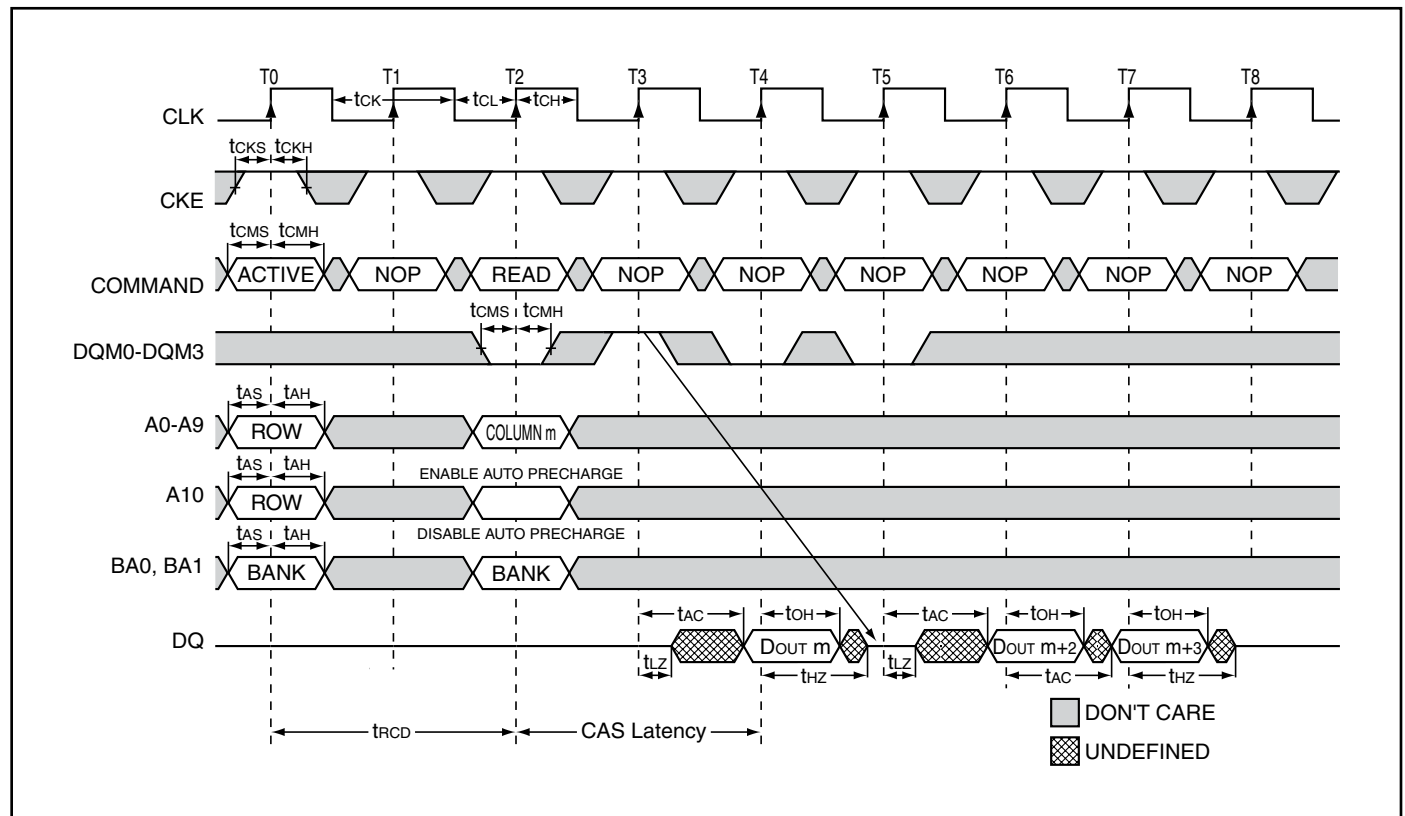 T0 T1 T2 T3 T4 T5 T6 T7 T8
CLK tCK tCL tCH
tCKS tCKH
CKE
tCMS tCMH
COMMAND ACTIVE NOP READ NOP NOP NOP NOP NOP NOP
tCMS tCMH
DQM0-DQM3
tAS tAH
A0-A9 ROW COLUMN m
tAS tAH ENABLE AUTO PRECHARGE
A10 ROW
tAS tAH DISABLE AUTO PRECHARGE
BA0, BA1 BANK BANK
tAC tOH tAC tOH tOH
DQ DOUT m DOUT m+2 DOUT m+3
tLZ tHZ tLZ tAC tHZ
DON'T CARE
tRCD CAS Latency
UNDEFINED